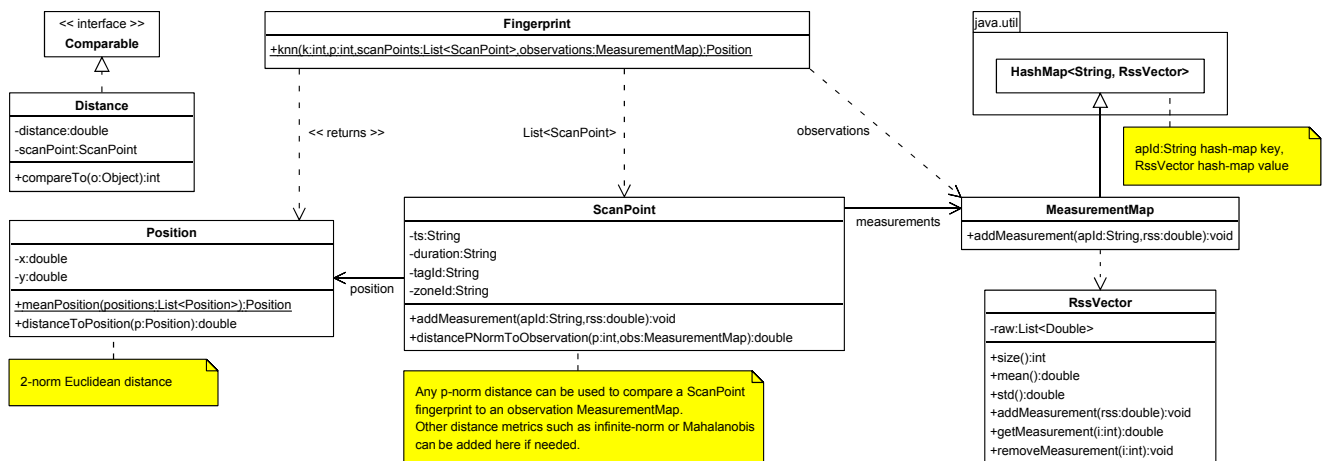 << interface >>
Comparable
Distance
-distance:double
-scanPoint:ScanPoint
+compareTo(o:Object):int
Fingerprint
+knn(k:int,p:int,scanPoints:List<ScanPoint>,observations:MeasurementMap):Position
java.util
HashMap<String, RssVector>
apId:String hash-map key,
RssVector hash-map value
<< returns >>
List<ScanPoint>
observations
Position
-x:double
-y:double
+meanPosition(positions:List<Position>):Position
+distanceToPosition(p:Position):double
2-norm Euclidean distance
position
ScanPoint
-ts:String
-duration:String
-tagId:String
-zoneId:String
+addMeasurement(apId:String,rss:double):void
+distancePNormToObservation(p:int,obs:MeasurementMap):double
Any p-norm distance can be used to compare a ScanPoint
fingerprint to an observation MeasurementMap.
Other distance metrics such as infinite-norm or Mahalanobis
can be added here if needed.
measurements
MeasurementMap
+addMeasurement(apId:String,rss:double):void
RssVector
-raw:List<Double>
+size():int
+mean():double
+std():double
+addMeasurement(rss:double):void
+getMeasurement(i:int):double
+removeMeasurement(i:int):void